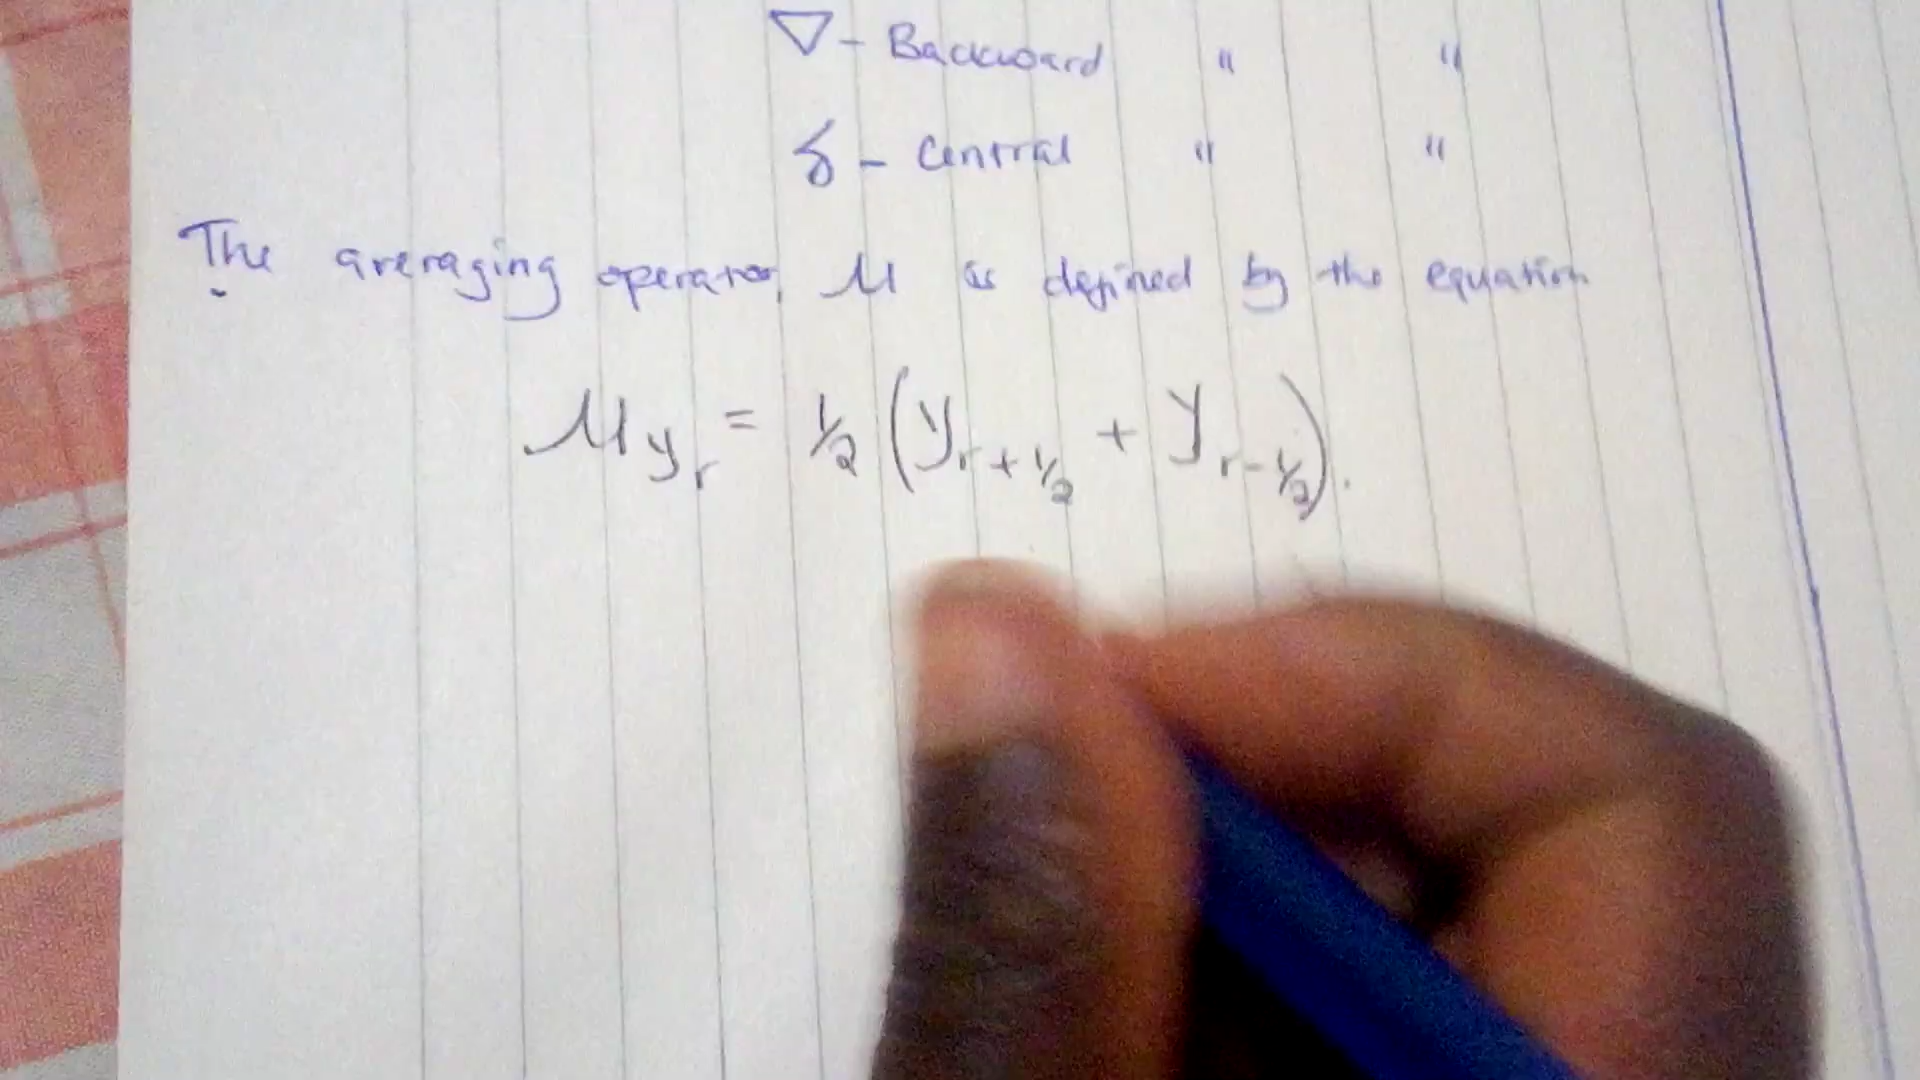 ∇ - Backward " "
δ - Central " "
The averaging operator, μ is defined by the equation
μy_r = 1/2 (y_{r+1/2} + y_{r-1/2}).